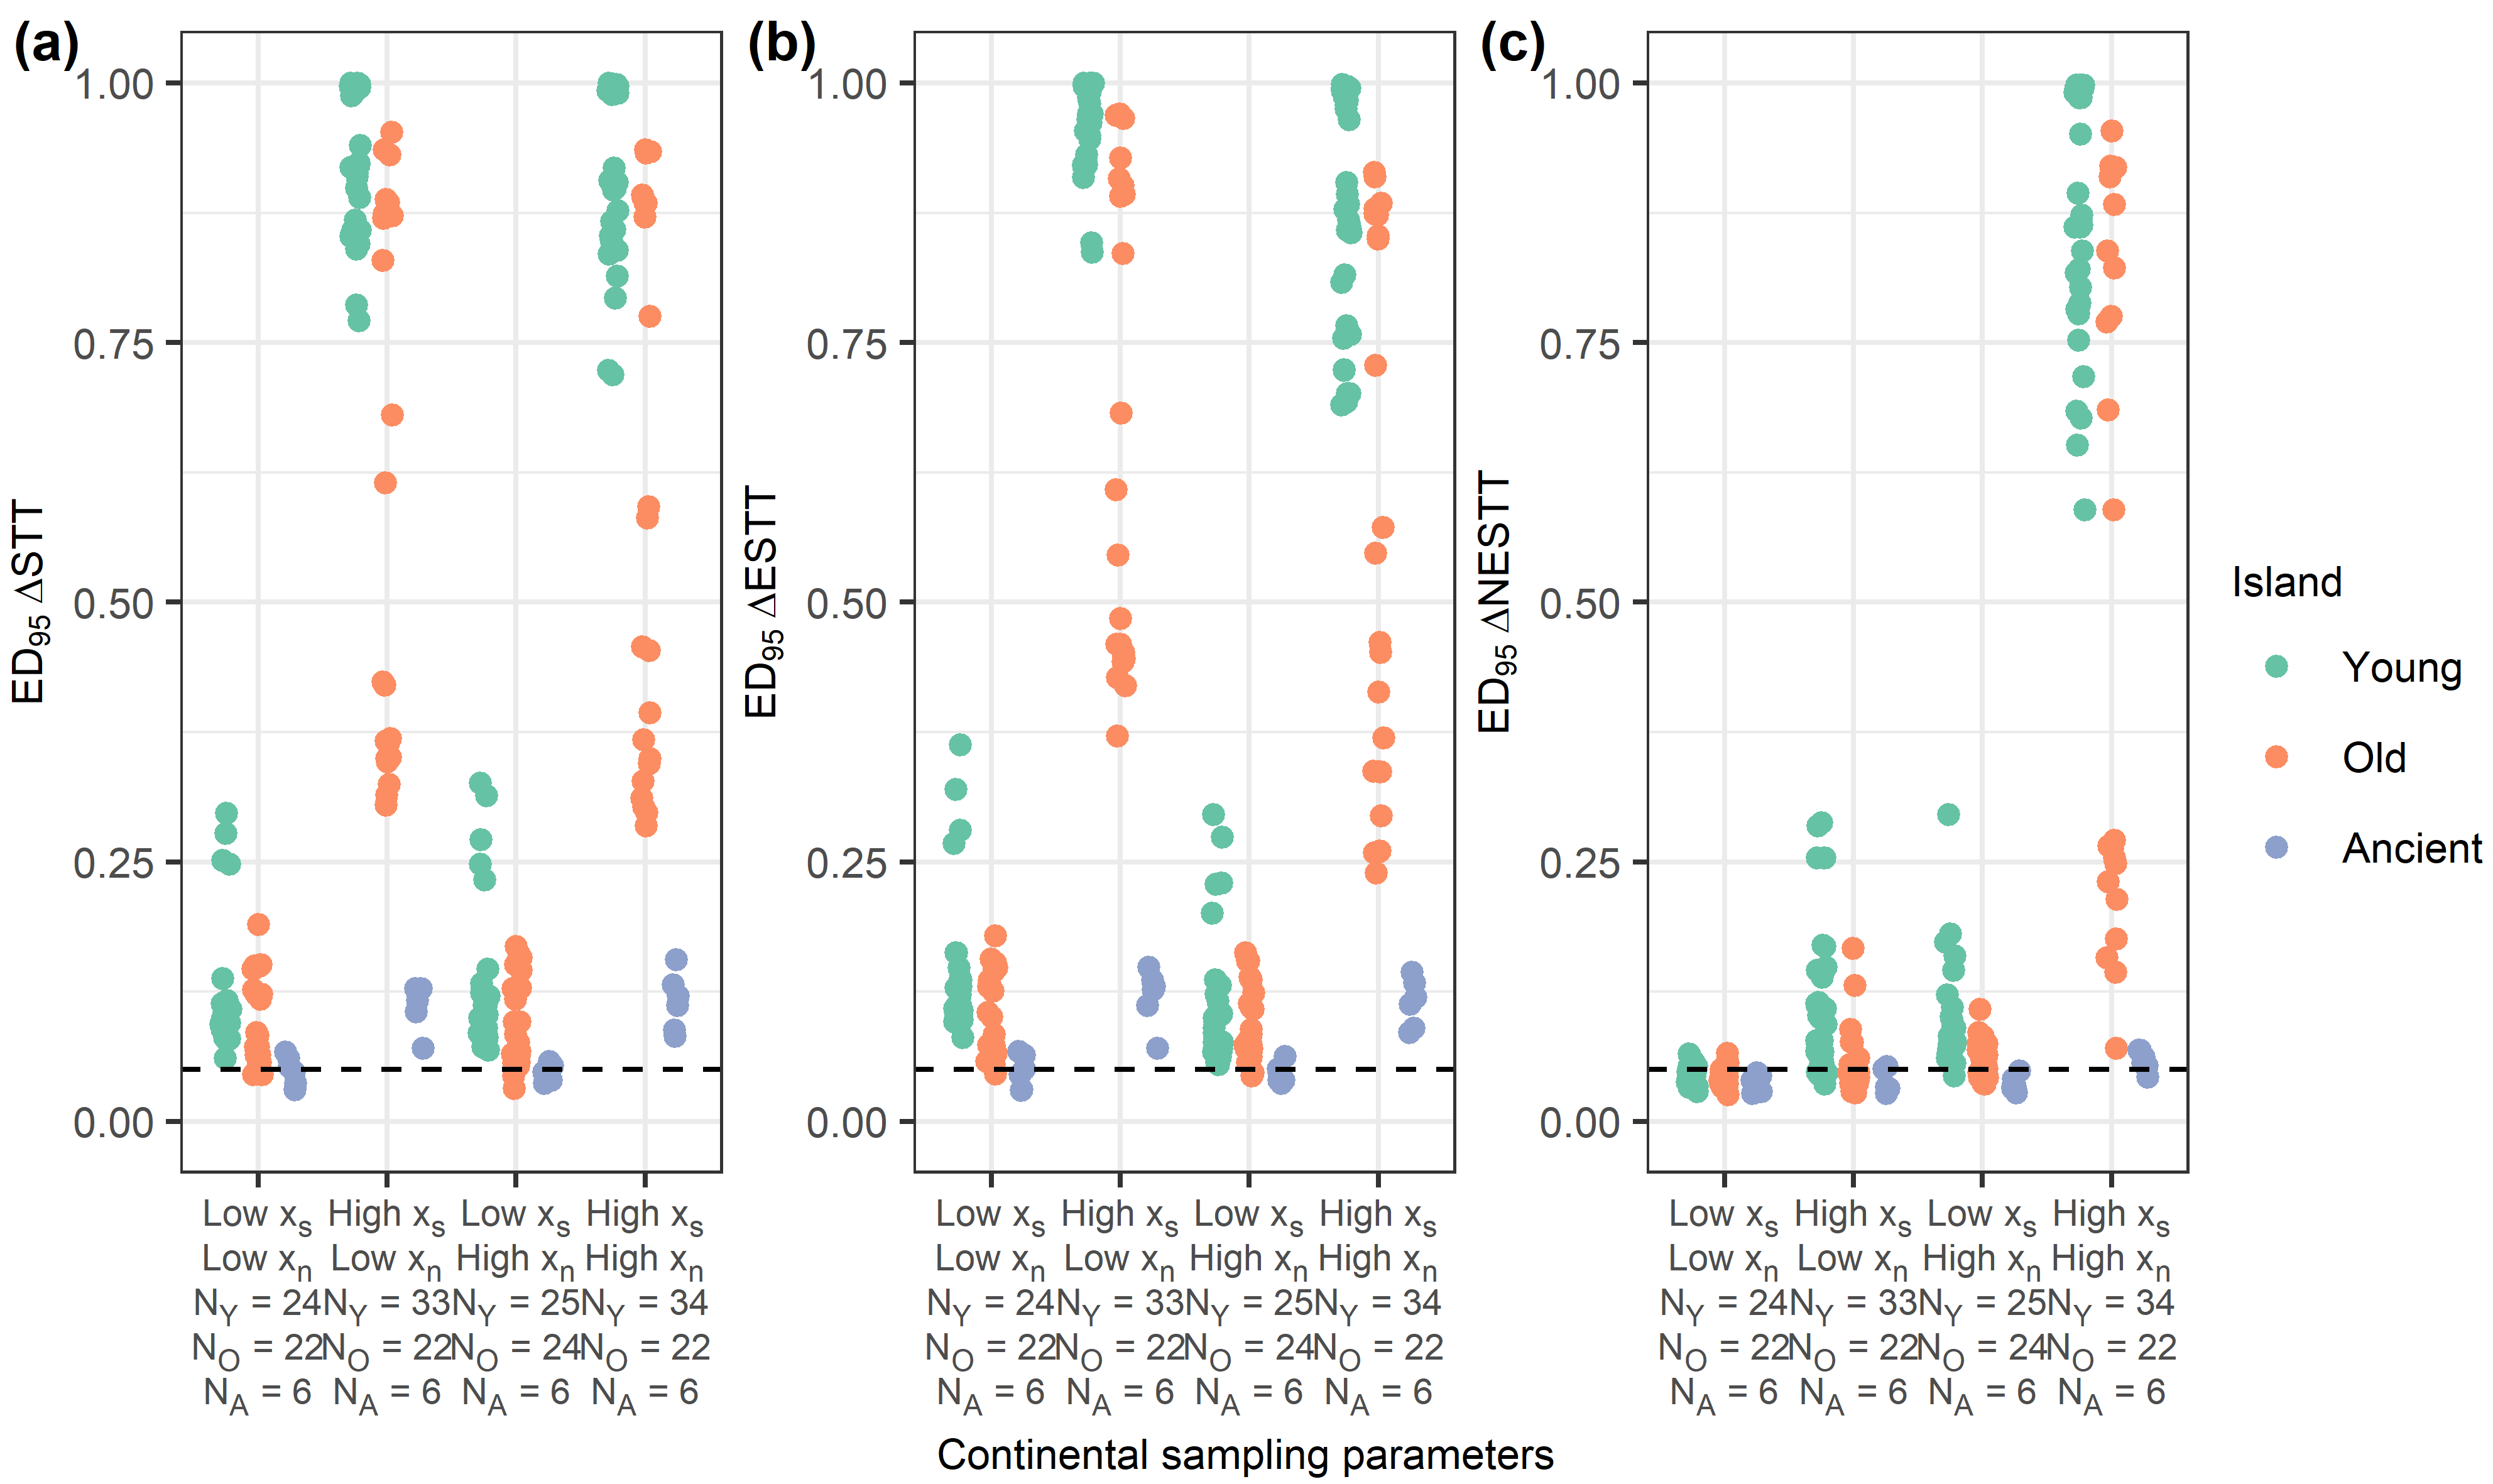 (a)
1.00
0.75
0.50
0.25
0.00
ED95 ΔSTT
Low xs High xs Low xs High xs
Low xn Low xn High xn High xn
NY = 24 NY = 33 NY = 25 NY = 34
NO = 22 NO = 22 NO = 24 NO = 22
NA = 6 NA = 6 NA = 6 NA = 6
(b)
1.00
0.75
0.50
0.25
0.00
ED95 ΔESTT
Low xs High xs Low xs High xs
Low xn Low xn High xn High xn
NY = 24 NY = 33 NY = 25 NY = 34
NO = 22 NO = 22 NO = 24 NO = 22
NA = 6 NA = 6 NA = 6 NA = 6
(c)
1.00
0.75
0.50
0.25
0.00
ED95 ΔNESTT
Low xs High xs Low xs High xs
Low xn Low xn High xn High xn
NY = 24 NY = 33 NY = 25 NY = 34
NO = 22 NO = 22 NO = 24 NO = 22
NA = 6 NA = 6 NA = 6 NA = 6
Continental sampling parameters
Island
Young
Old
Ancient